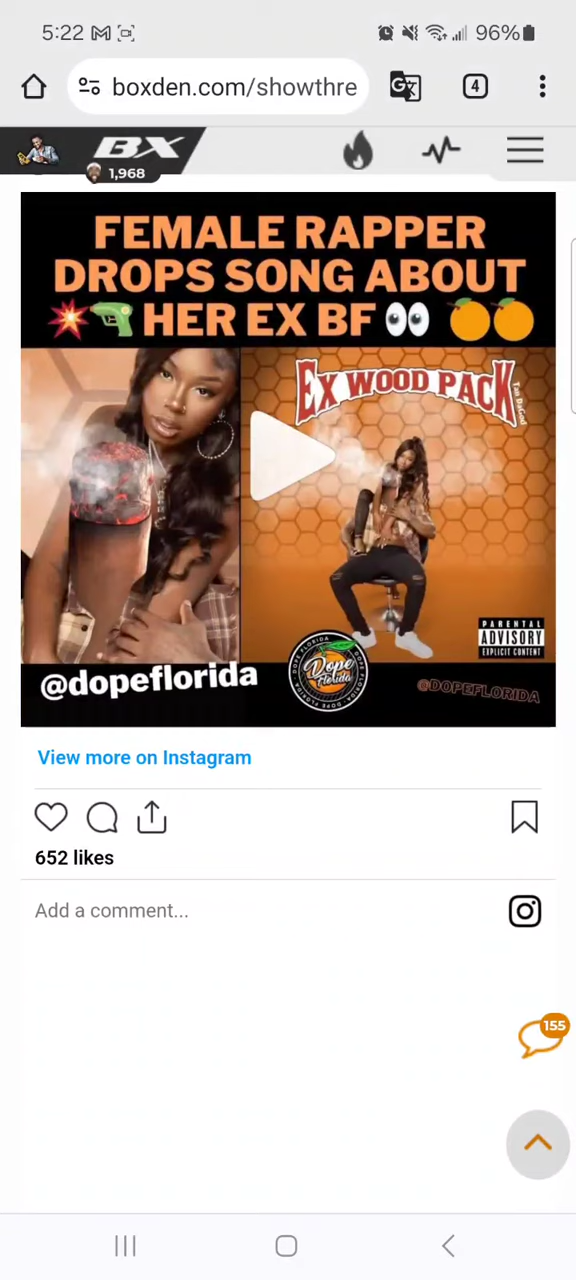 5:22
96%
boxden.com/showthre
4
BX
1,968
FEMALE RAPPER
DROPS SONG ABOUT
💥🔫 HER EX BF 👀 🍊🍊
EX WOOD PACK
PARENTAL
ADVISORY
EXPLICIT CONTENT
DOPE FLORIDA
Dope
Florida
@dopeflorida
@DOPEFLORIDA
View more on Instagram
652 likes
Add a comment...
155